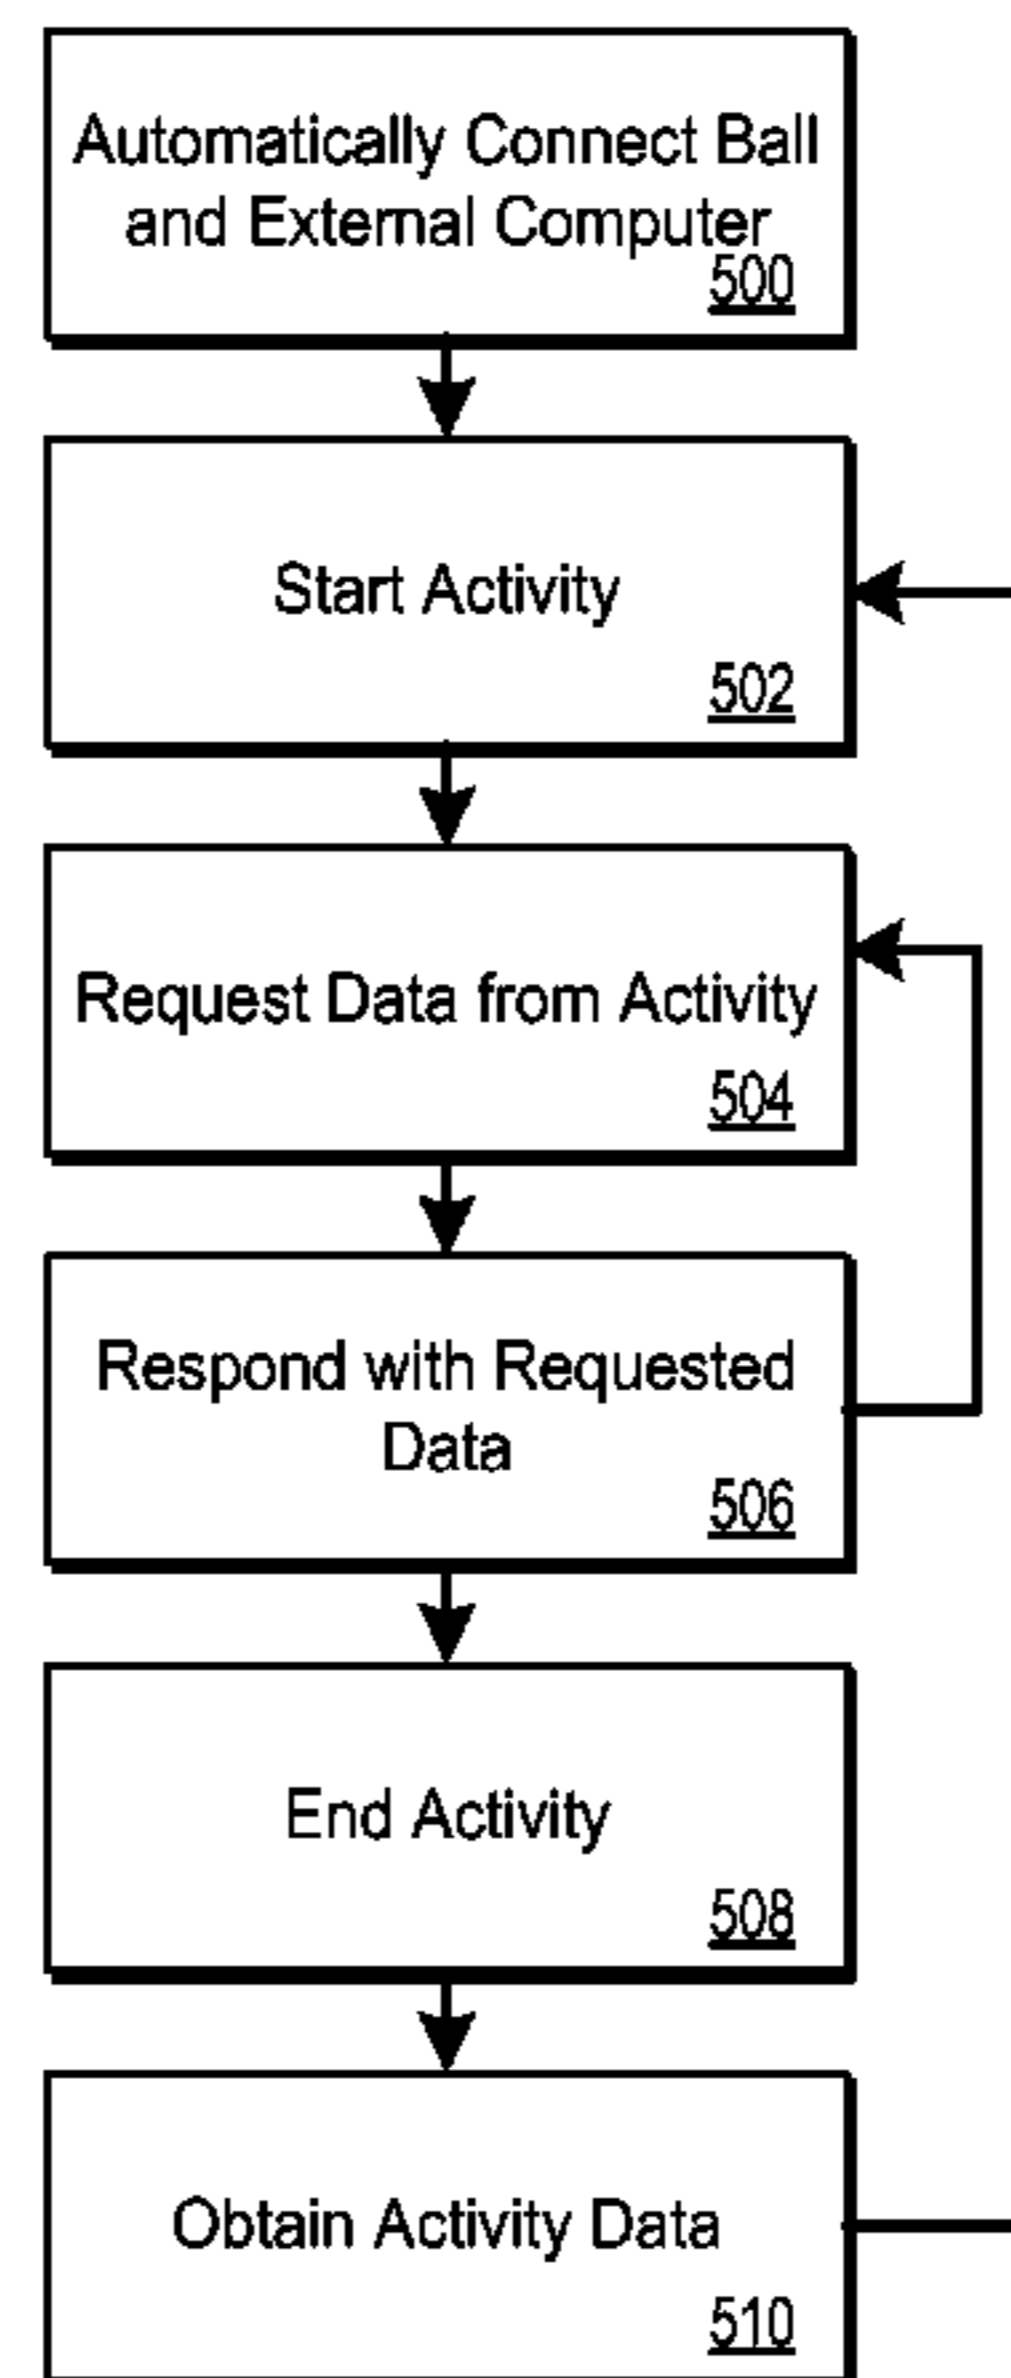 Automatically Connect Ball
and External Computer
500
Start Activity
502
Request Data from Activity
504
Respond with Requested
Data
506
End Activity
508
Obtain Activity Data
510